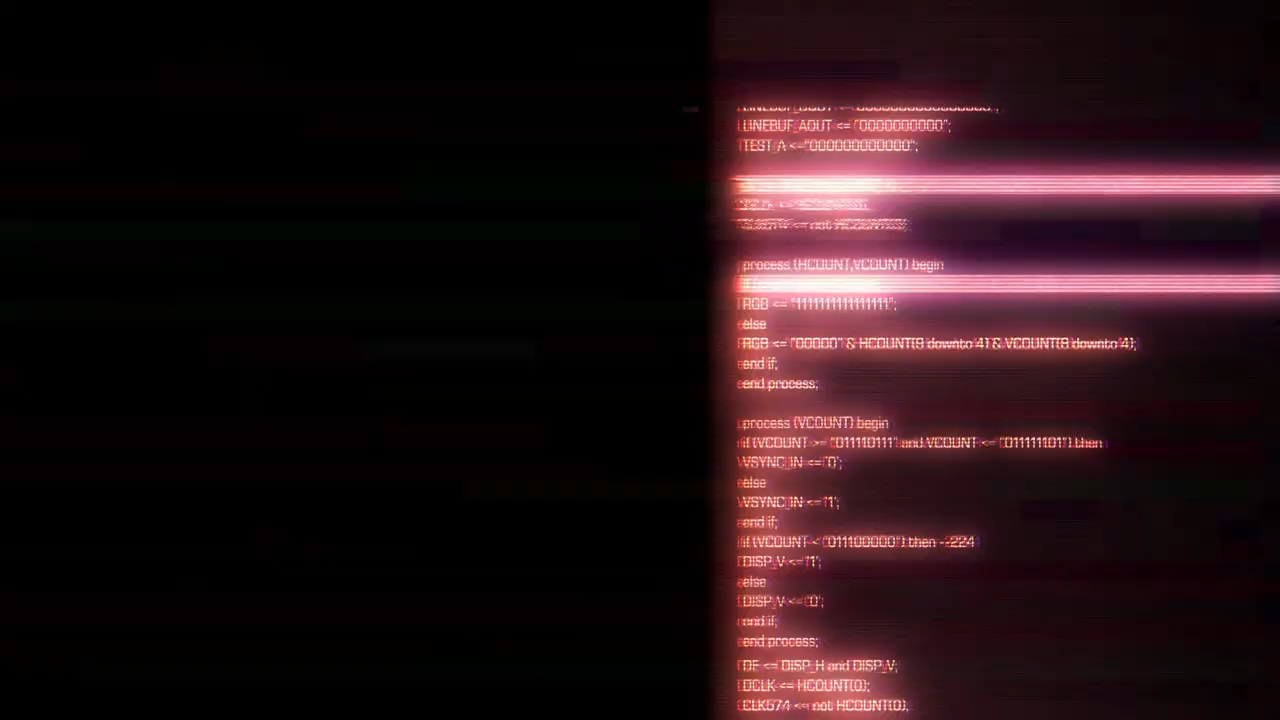 LINEBUF_AOUT <= "0000000000";
TEST_A <="000000000000";
process (HCOUNT,VCOUNT) begin
RGB <= "1111111111111111";
else
RGB <= "00000" & HCOUNT(8 downto 4) & VCOUNT(8 downto 4);
end if;
end process;
process (VCOUNT) begin
if (VCOUNT >= "01110111" and VCOUNT <= "01111101") then
VSYNC_IN <='0';
else
VSYNC_IN <='1';
end if;
if (VCOUNT < "011100000") then --224
DISP_V <='1';
else
DISP_V <='0';
end if;
end process;
DE <= DISP_H and DISP_V;
DCLK <= HCOUNT(0);
CLK574 <= not HCOUNT(0);